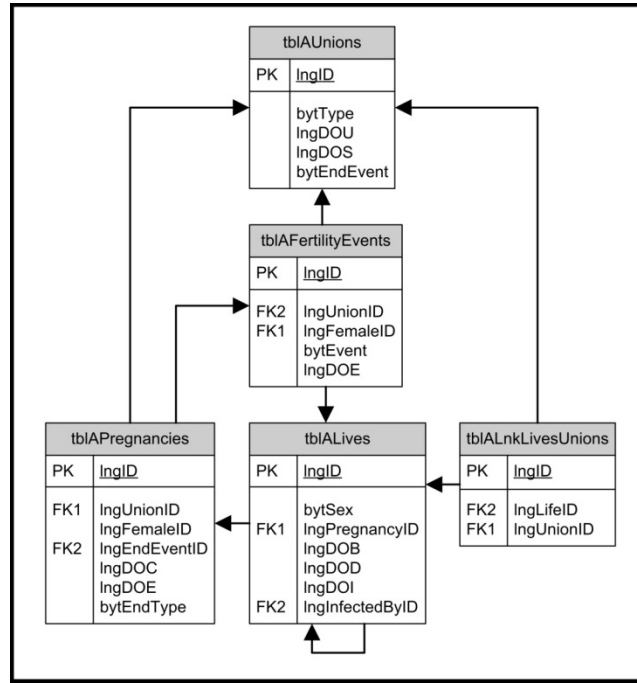 tblAUnions
PK lngID
bytType
lngDOU
lngDOS
bytEndEvent
tblAFertilityEvents
PK lngID
FK2 lngUnionID
FK1 lngFemaleID
bytEvent
lngDOE
tblAPregnancies
PK lngID
FK1 lngUnionID
lngFemaleID
FK2 lngEndEventID
lngDOC
lngDOE
bytEndType
tblALives
PK lngID
bytSex
FK1 lngPregnancyID
lngDOB
lngDOD
lngDOI
FK2 lngInfectedByID
tblALnkLivesUnions
PK lngID
FK2 lngLifeID
FK1 lngUnionID